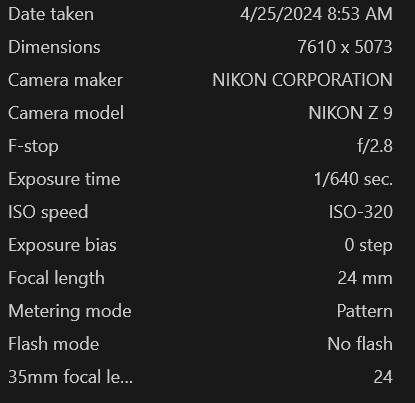 Date taken 4/25/2024 8:53 AM
Dimensions 7610 x 5073
Camera maker NIKON CORPORATION
Camera model NIKON Z 9
F-stop f/2.8
Exposure time 1/640 sec.
ISO speed ISO-320
Exposure bias 0 step
Focal length 24 mm
Metering mode Pattern
Flash mode No flash
35mm focal le... 24